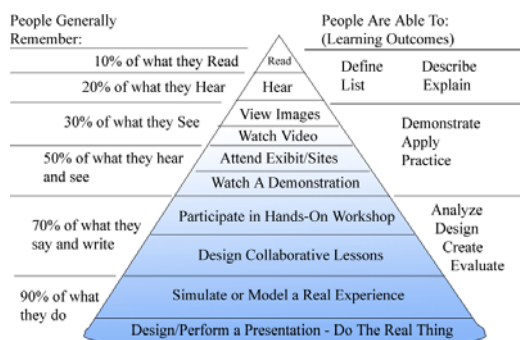 People Generally
Remember:
People Are Able To:
(Learning Outcomes)
10% of what they Read
Read
Define
Describe
List
Explain
20% of what they Hear
Hear
30% of what they See
View Images
Watch Video
Demonstrate
Apply
Practice
50% of what they hear
and see
Attend Exibit/Sites
Watch A Demonstration
70% of what they
say and write
Participate in Hands-On Workshop
Design Collaborative Lessons
Analyze
Design
Create
Evaluate
90% of what
they do
Simulate or Model a Real Experience
Design/Perform a Presentation - Do The Real Thing